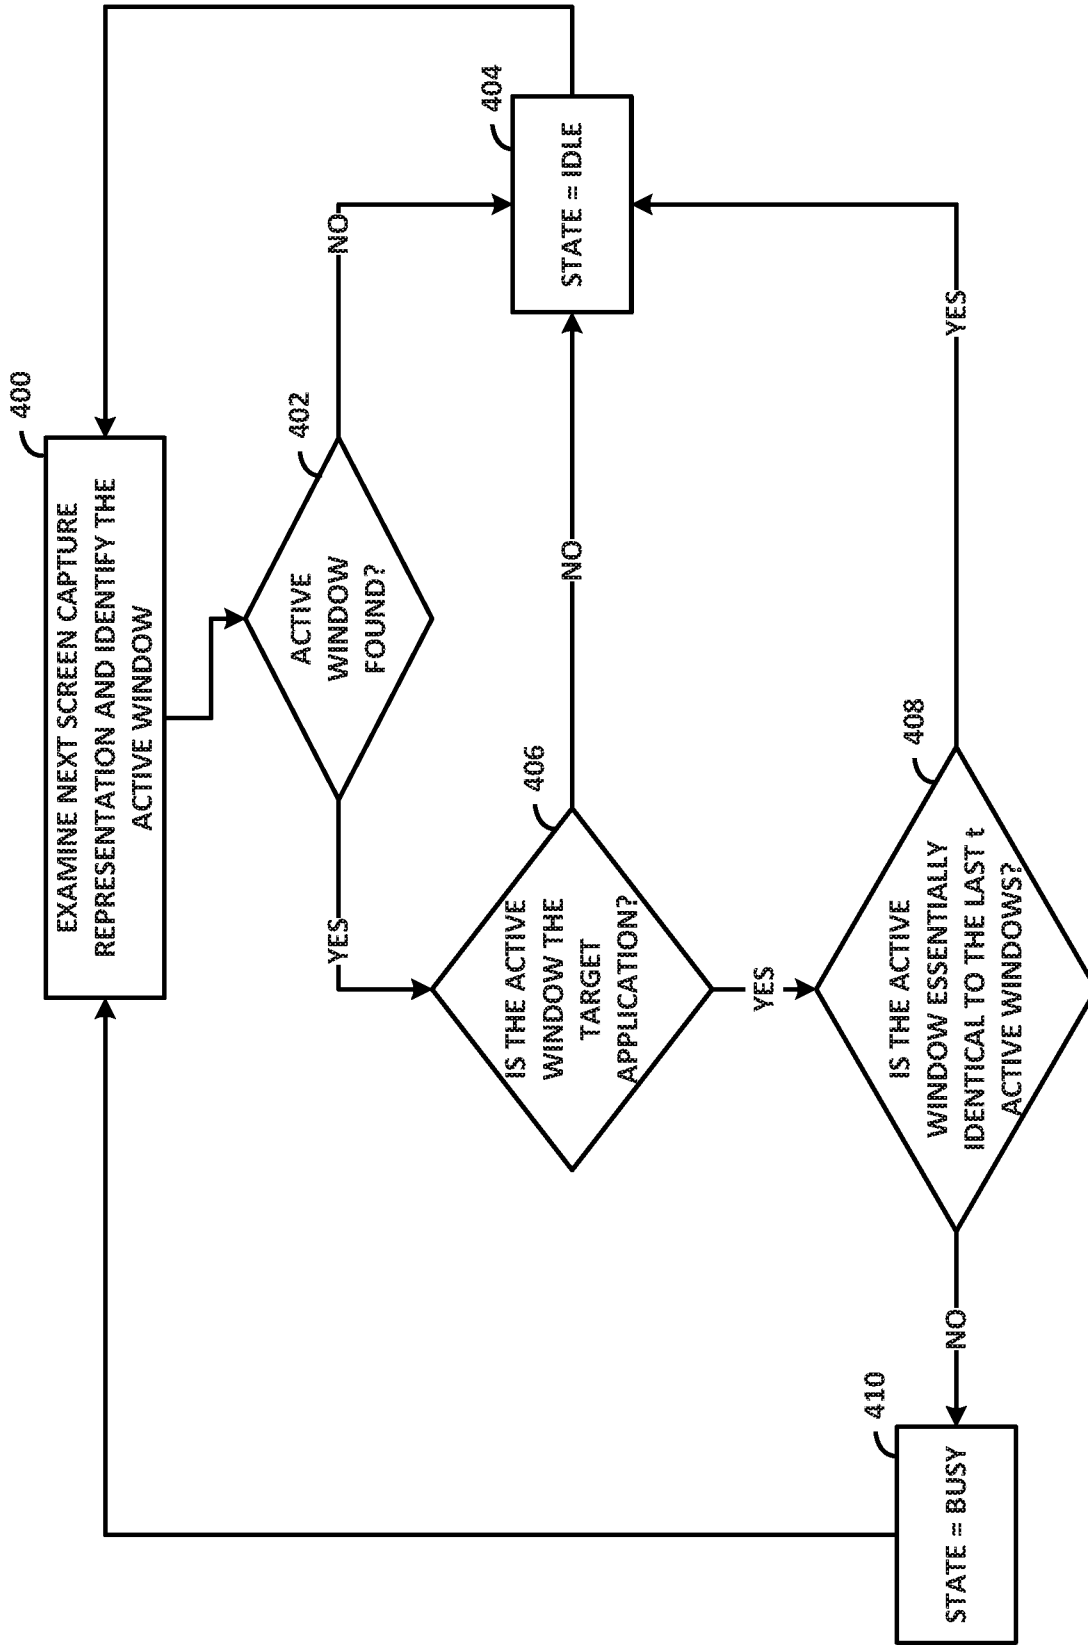 400
EXAMINE NEXT SCREEN CAPTURE
REPRESENTATION AND IDENTIFY THE
ACTIVE WINDOW
402
ACTIVE
WINDOW
FOUND?
YES
NO
404
STATE = IDLE
406
IS THE ACTIVE
WINDOW THE
TARGET
APPLICATION?
NO
YES
408
IS THE ACTIVE
WINDOW ESSENTIALLY
IDENTICAL TO THE LAST t
ACTIVE WINDOWS?
YES
NO
410
STATE = BUSY